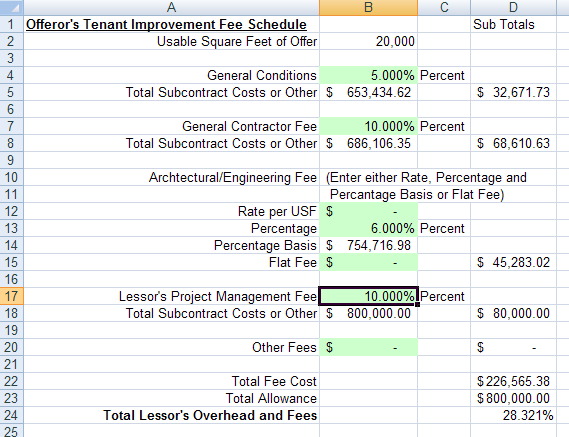 A B C D
1 Offeror's Tenant Improvement Fee Schedule Sub Totals
2 Usable Square Feet of Offer 20,000
3
4 General Conditions 5.000% Percent
5 Total Subcontract Costs or Other $ 653,434.62 $ 32,671.73
6
7 General Contractor Fee 10.000% Percent
8 Total Subcontract Costs or Other $ 686,106.35 $ 68,610.63
9
10 Archtectural/Engineering Fee (Enter either Rate, Percentage and
11 Percantage Basis or Flat Fee)
12 Rate per USF $ -
13 Percentage 6.000% Percent
14 Percentage Basis $ 754,716.98
15 Flat Fee $ - $ 45,283.02
16
17 Lessor's Project Management Fee 10.000% Percent
18 Total Subcontract Costs or Other $ 800,000.00 $ 80,000.00
19
20 Other Fees $ - $ -
21
22 Total Fee Cost $226,565.38
23 Total Allowance $800,000.00
24 Total Lessor's Overhead and Fees 28.321%
25